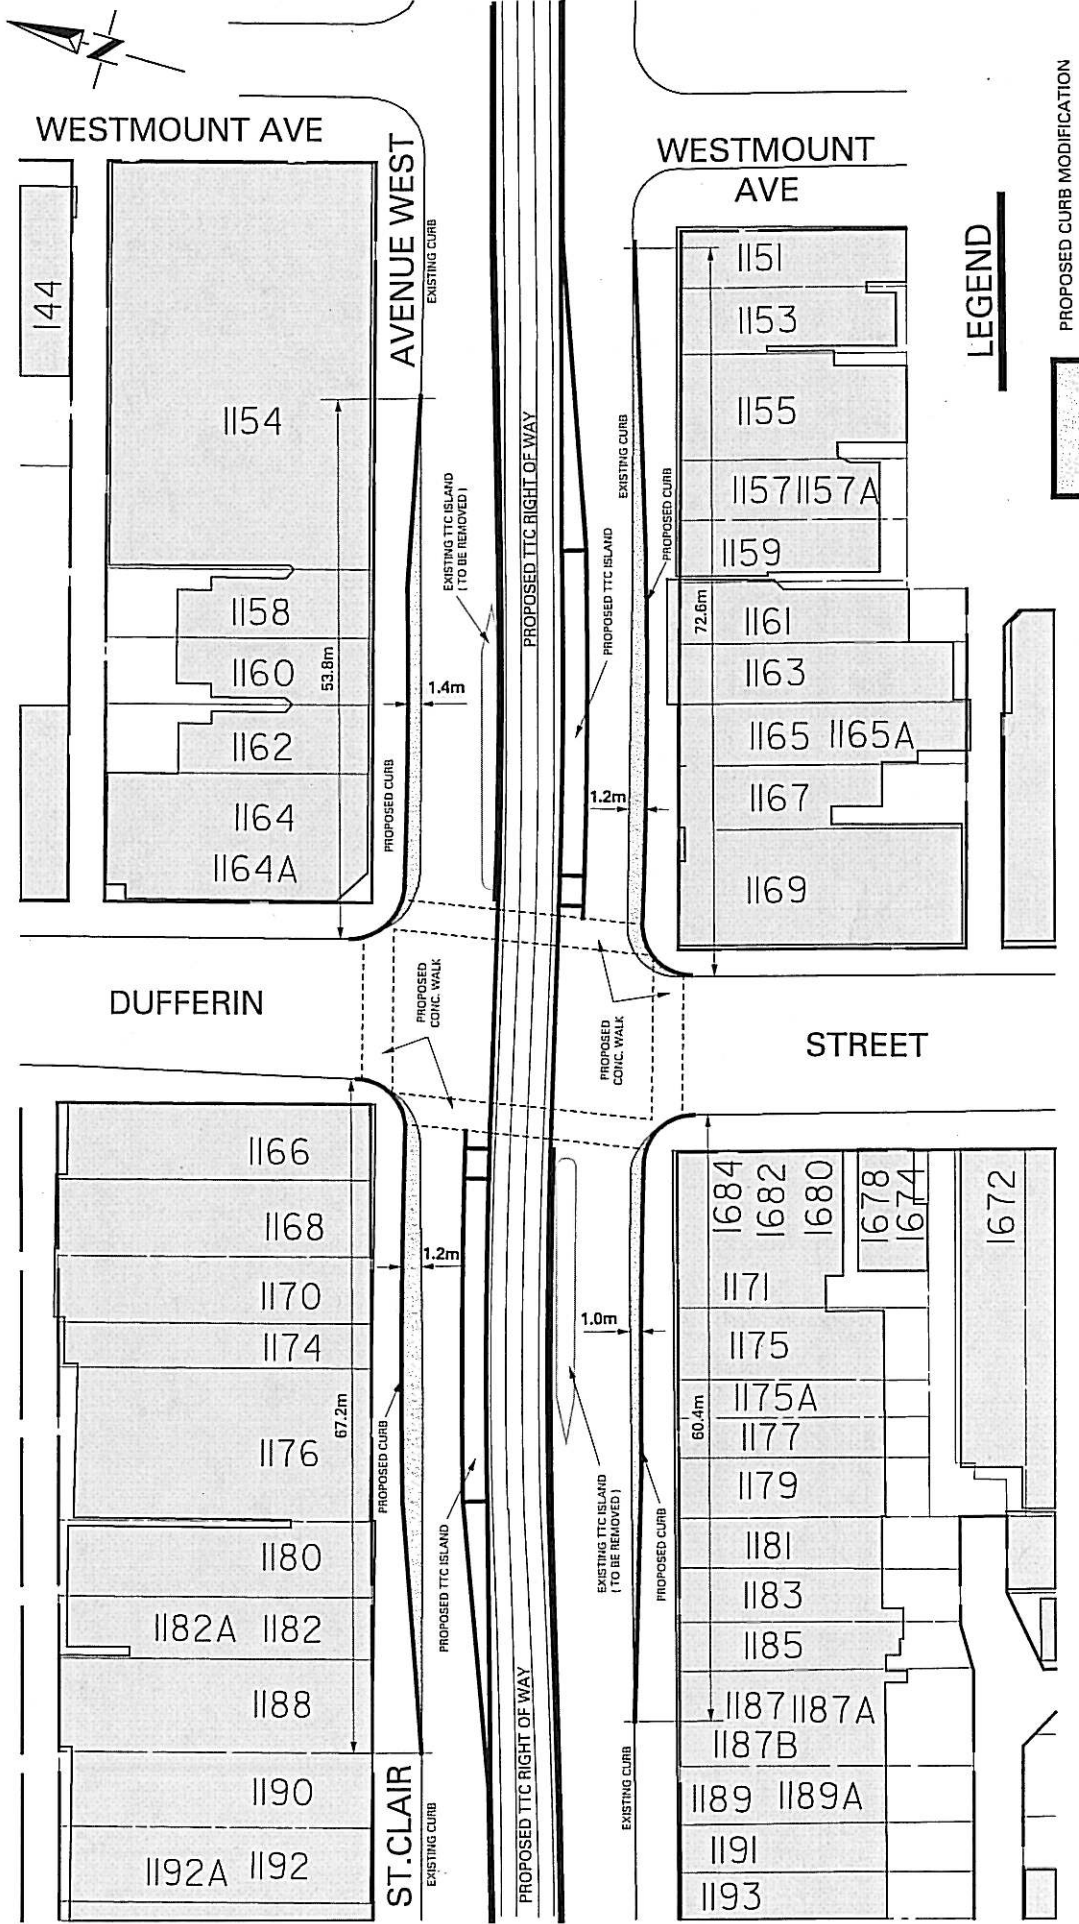 N
WESTMOUNT AVE
144
1154
1158
1160
1162
1164
1164A
53.8m
AVENUE WEST
EXISTING CURB
EXISTING TTC ISLAND
( TO BE REMOVED )
1.4m
PROPOSED CURB
PROPOSED TTC RIGHT OF WAY
PROPOSED TTC ISLAND
EXISTING CURB
PROPOSED CURB
1.2m
72.6m
WESTMOUNT
AVE
1151
1153
1155
1157 1157A
1159
1161
1163
1165 1165A
1167
1169
LEGEND
PROPOSED CURB MODIFICATION
DUFFERIN
PROPOSED
CONC. WALK
PROPOSED
CONC. WALK
STREET
1166
1168
1170
1174
1176
1180
1182A 1182
1188
1190
1192A 1192
67.2m
1.2m
PROPOSED CURB
PROPOSED TTC ISLAND
ST.CLAIR
EXISTING CURB
PROPOSED TTC RIGHT OF WAY
1.0m
EXISTING TTC ISLAND
( TO BE REMOVED )
PROPOSED CURB
EXISTING CURB
60.4m
1684
1682
1680
1678
1674
1672
1171
1175
1175A
1177
1179
1181
1183
1185
1187 1187A
1187B
1189 1189A
1191
1193